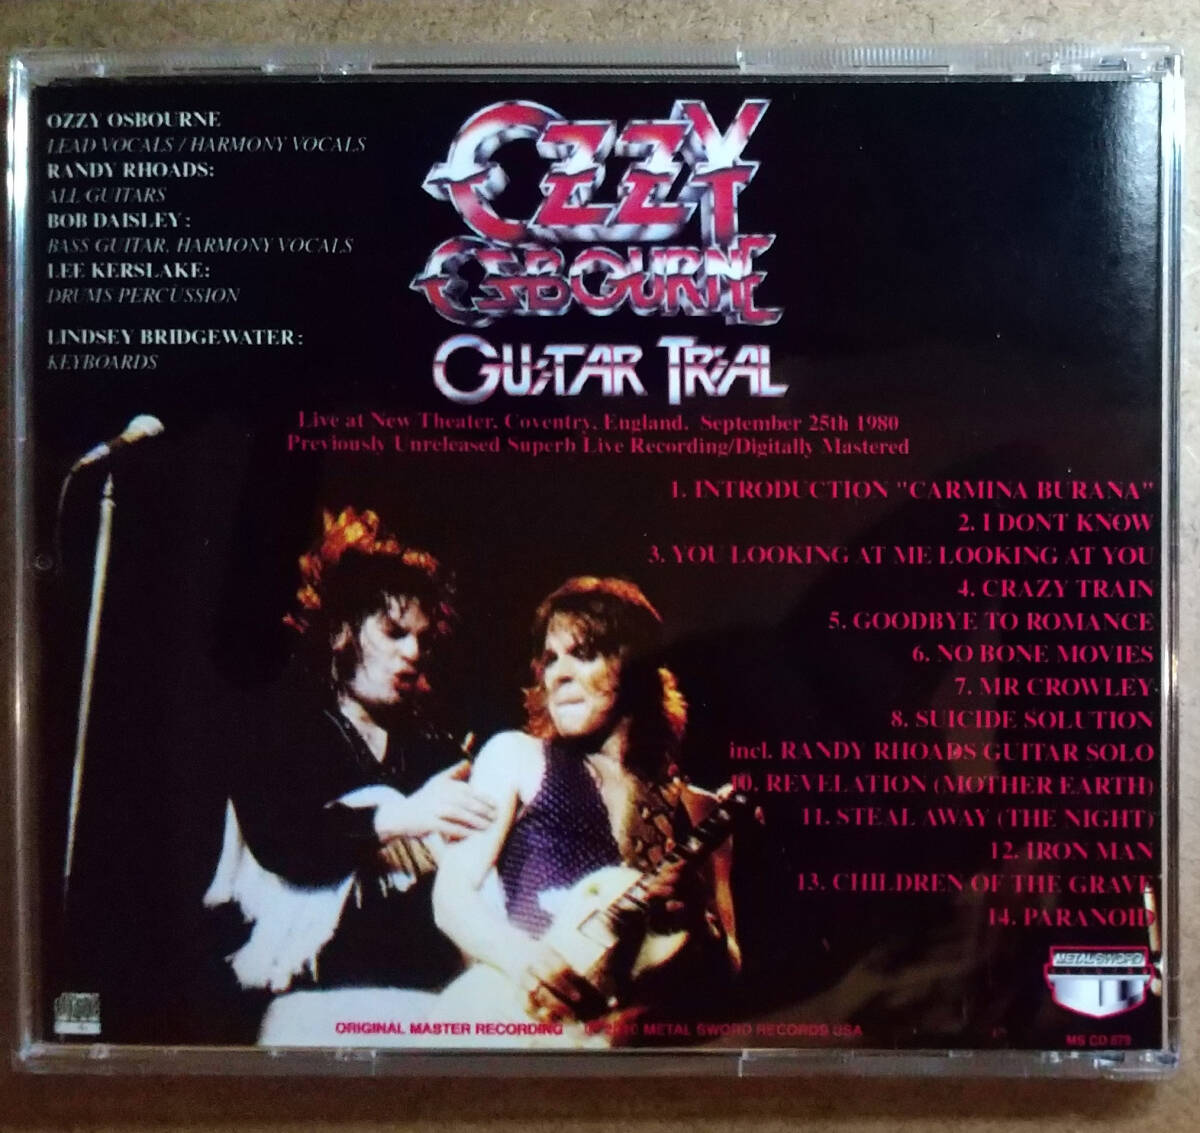 OZZY OSBOURNE
LEAD VOCALS / HARMONY VOCALS
RANDY RHOADS:
ALL GUITARS
BOB DAISLEY:
BASS GUITAR, HARMONY VOCALS
LEE KERSLAKE:
DRUMS PERCUSSION
LINDSEY BRIDGEWATER:
KEYBOARDS
OZZY
OSBOURNE
GUITAR TRIAL
Live at New Theater, Coventry, England, September 25th 1980
Previously Unreleased Superb Live Recording/Digitally Mastered
1. INTRODUCTION "CARMINA BURANA"
2. I DONT KNOW
3. YOU LOOKING AT ME LOOKING AT YOU
4. CRAZY TRAIN
5. GOODBYE TO ROMANCE
6. NO BONE MOVIES
7. MR CROWLEY
8. SUICIDE SOLUTION
incl. RANDY RHOADS GUITAR SOLO
10. REVELATION (MOTHER EARTH)
11. STEAL AWAY (THE NIGHT)
12. IRON MAN
13. CHILDREN OF THE GRAVE
14. PARANOID
METAL SWORD
ORIGINAL MASTER RECORDING METAL SWORD RECORDS USA
MS CD 879